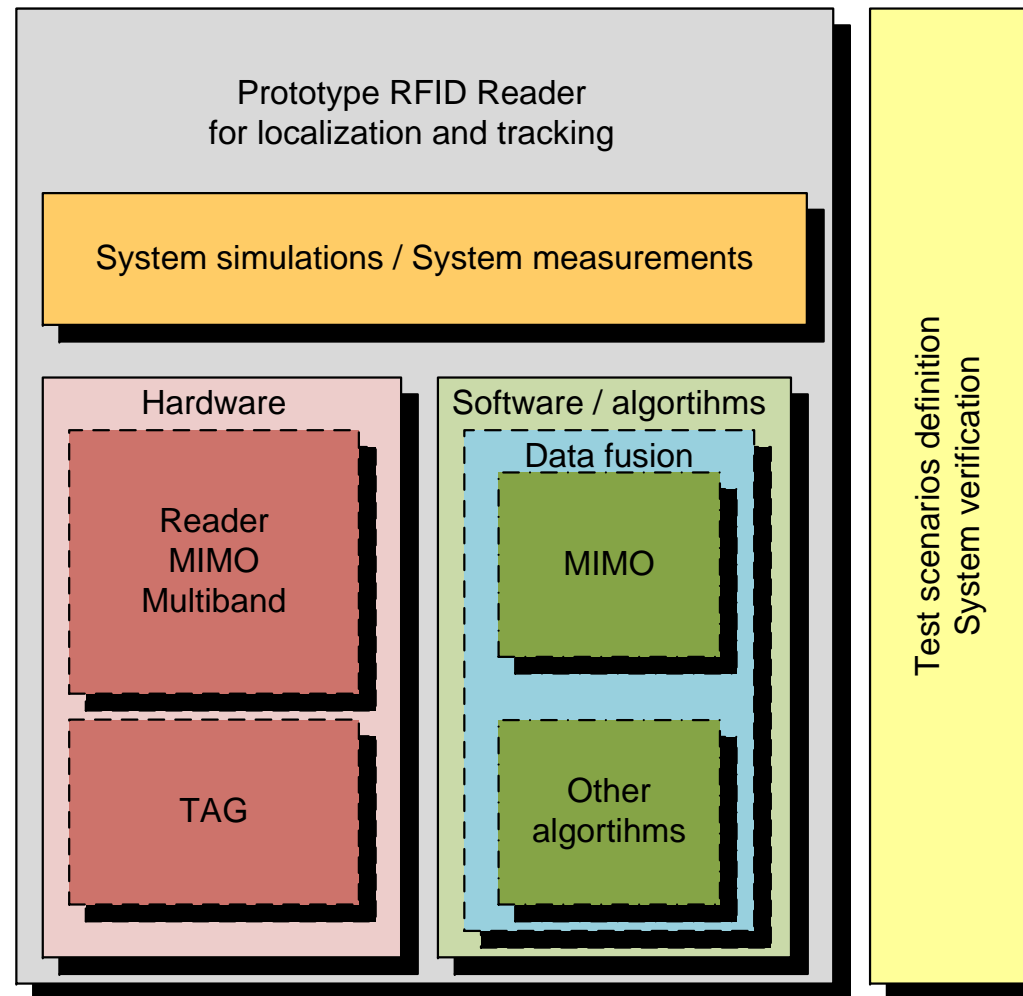 Prototype RFID Reader
for localization and tracking
System simulations / System measurements
Hardware
Reader
MIMO
Multiband
TAG
Software / algortihms
Data fusion
MIMO
Other
algortihms
Test scenarios definition
System verification